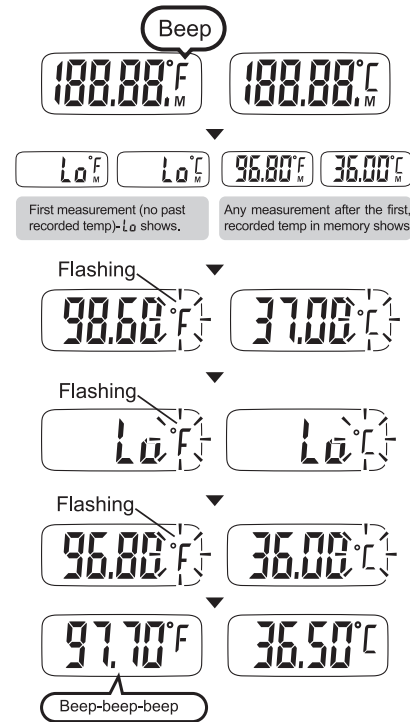 Beep
188.88.°F M 188.88.°C M
Lo°F M Lo°C M 96.80°F M 36.00°C M
First measurement (no past
recorded temp)-Lo shows.
Any measurement after the first,
recorded temp in memory shows
Flashing
98.60°F 37.00°C
Flashing
Lo°F Lo°C
Flashing
96.80°F 36.00°C
97.70°F 36.50°C
Beep-beep-beep